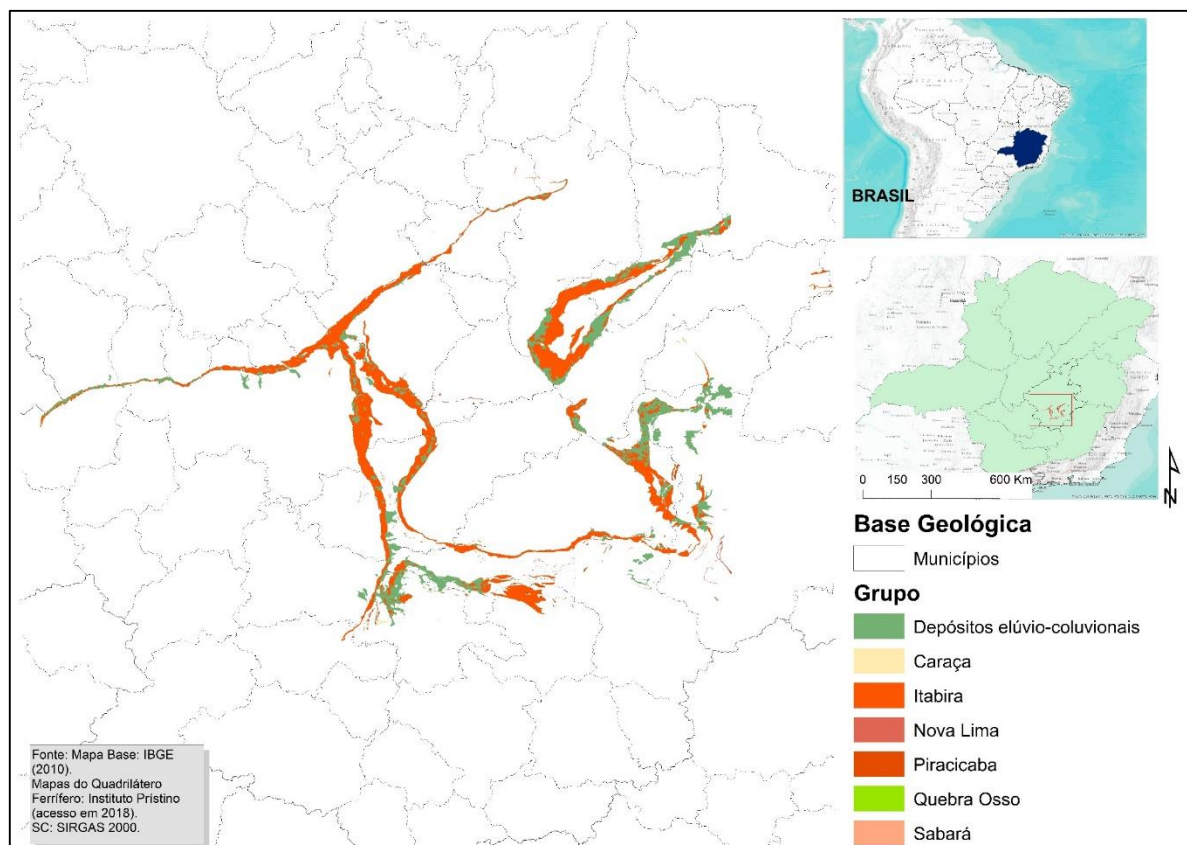 BRASIL
0 150 300 600 Km
N
Base Geológica
Municípios
Grupo
Depósitos elúvio-coluvionais
Caraça
Itabira
Nova Lima
Piracicaba
Quebra Osso
Sabará
Fonte: Mapa Base: IBGE
(2010).
Mapas do Quadrilátero
Ferrífero: Instituto Prístino
(acesso em 2018).
SC: SIRGAS 2000.